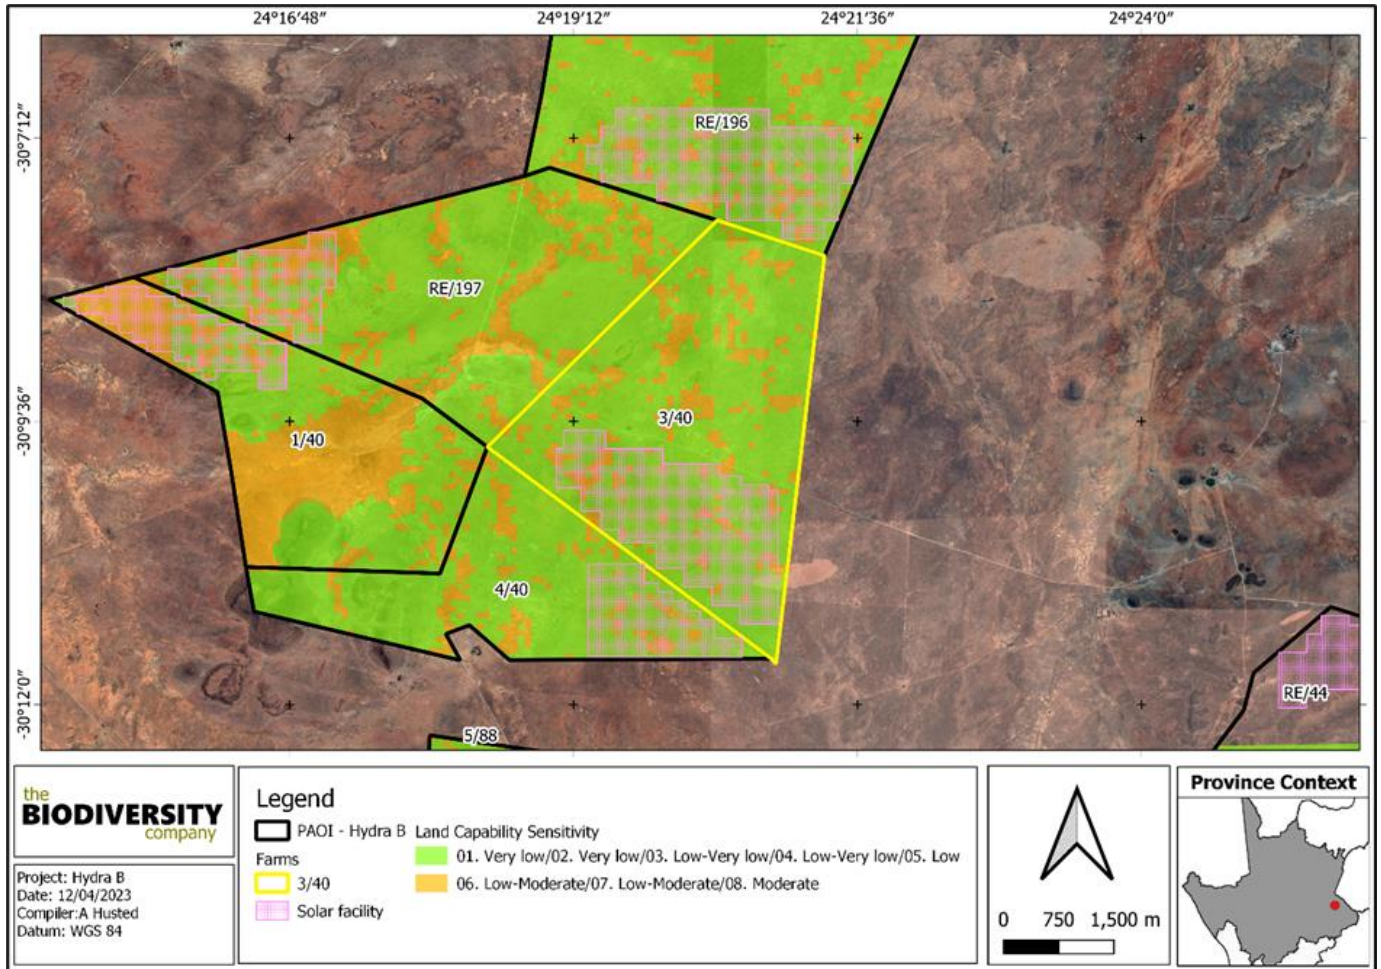 24°16′48″ 24°19′12″ 24°21′36″ 24°24′0″
-30°7′12″
RE/196
RE/197
-30°9′36″
3/40
1/40
4/40
-30°12′0″
RE/44
5/88
the
BIODIVERSITY
company
Project: Hydra B
Date: 12/04/2023
Compiler:A Husted
Datum: WGS 84
Legend
PAOI - Hydra B
Farms
3/40
Solar facility
Land Capability Sensitivity
01. Very low/02. Very low/03. Low-Very low/04. Low-Very low/05. Low
06. Low-Moderate/07. Low-Moderate/08. Moderate
0 750 1,500 m
Province Context